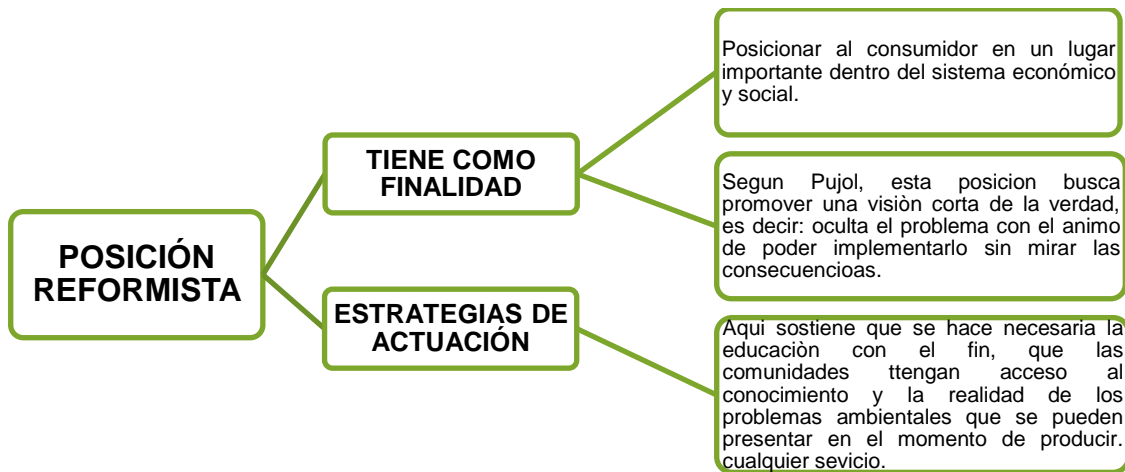 POSICIÓN
REFORMISTA
TIENE COMO
FINALIDAD
Posicionar al consumidor en un lugar
importante dentro del sistema económico
y social.
Segun Pujol, esta posicion busca
promover una visiòn corta de la verdad,
es decir: oculta el problema con el animo
de poder implementarlo sin mirar las
consecuencioas.
ESTRATEGIAS DE
ACTUACIÓN
Aqui sostiene que se hace necesaria la
educaciòn con el fin, que las
comunidades ttengan acceso al
conocimiento y la realidad de los
problemas ambientales que se pueden
presentar en el momento de producir.
cualquier sevicio.